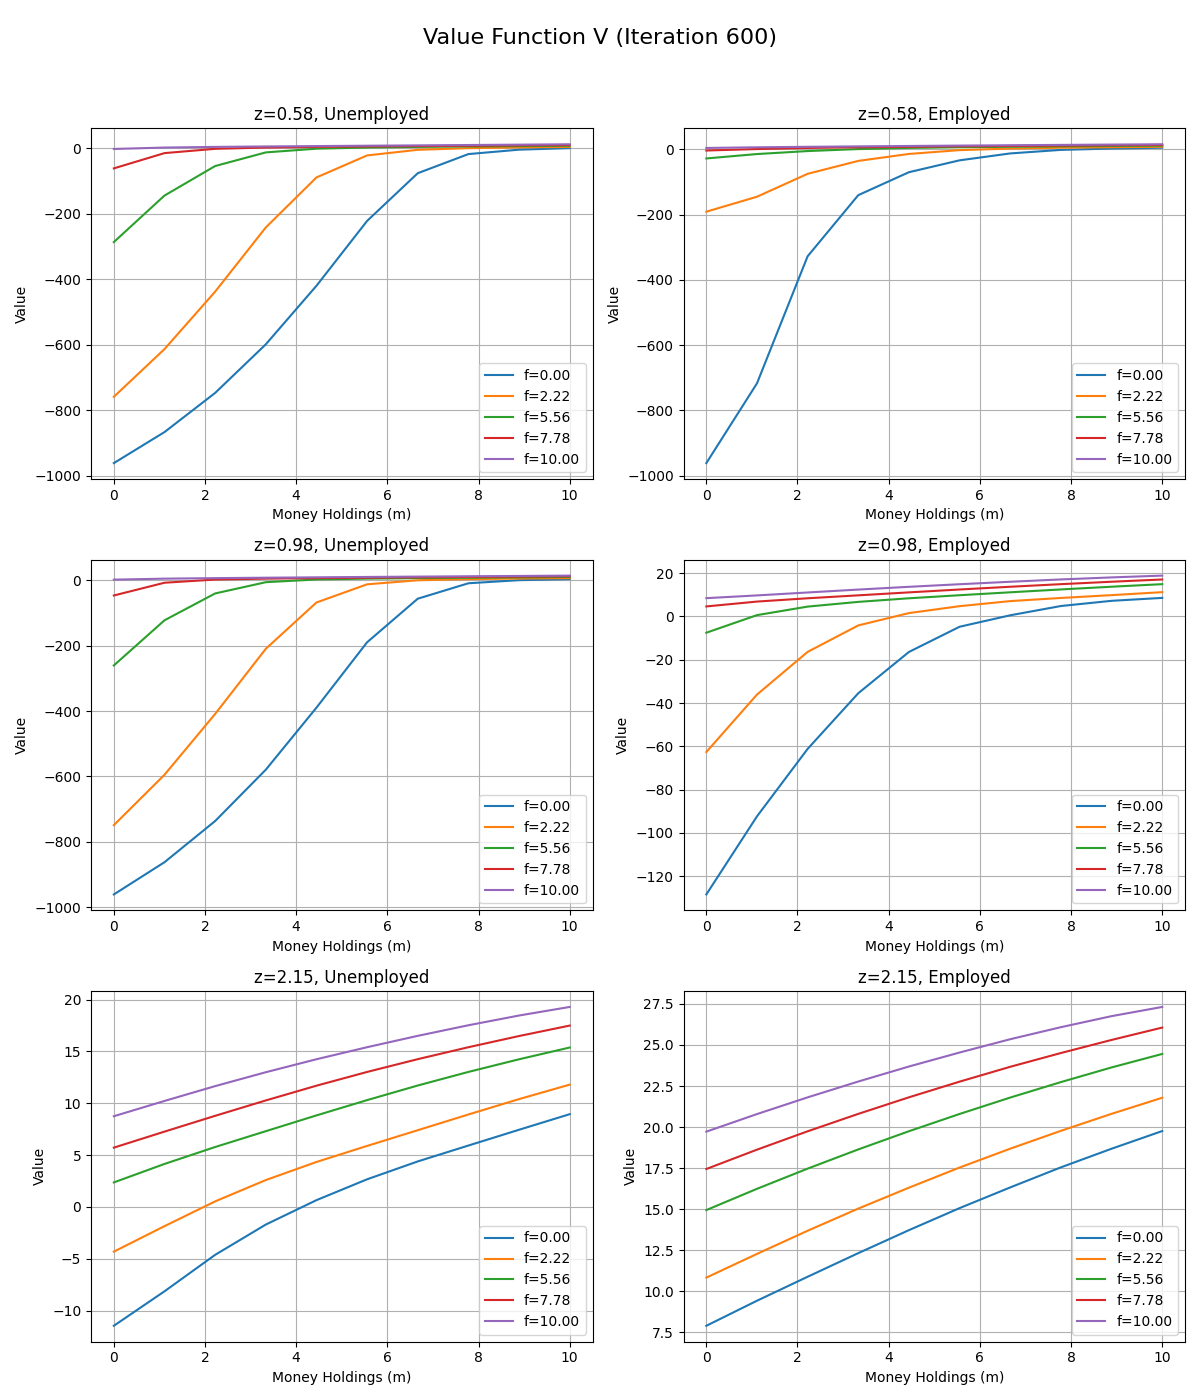 Value Function V (Iteration 600)
z=0.58, Unemployed
0
−200
−400
−600
−800
−1000
Value
0 2 4 6 8 10
Money Holdings (m)
f=0.00
f=2.22
f=5.56
f=7.78
f=10.00
z=0.58, Employed
0
−200
−400
−600
−800
−1000
Value
0 2 4 6 8 10
Money Holdings (m)
f=0.00
f=2.22
f=5.56
f=7.78
f=10.00
z=0.98, Unemployed
0
−200
−400
−600
−800
−1000
Value
0 2 4 6 8 10
Money Holdings (m)
f=0.00
f=2.22
f=5.56
f=7.78
f=10.00
z=0.98, Employed
20
0
−20
−40
−60
−80
−100
−120
Value
0 2 4 6 8 10
Money Holdings (m)
f=0.00
f=2.22
f=5.56
f=7.78
f=10.00
z=2.15, Unemployed
20
15
10
5
0
−5
−10
Value
0 2 4 6 8 10
Money Holdings (m)
f=0.00
f=2.22
f=5.56
f=7.78
f=10.00
z=2.15, Employed
27.5
25.0
22.5
20.0
17.5
15.0
12.5
10.0
7.5
Value
0 2 4 6 8 10
Money Holdings (m)
f=0.00
f=2.22
f=5.56
f=7.78
f=10.00